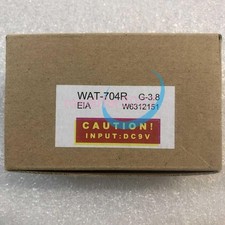 WAT-704R G-3.8
EIA W6312151
CAUTION!
INPUT:DC9V